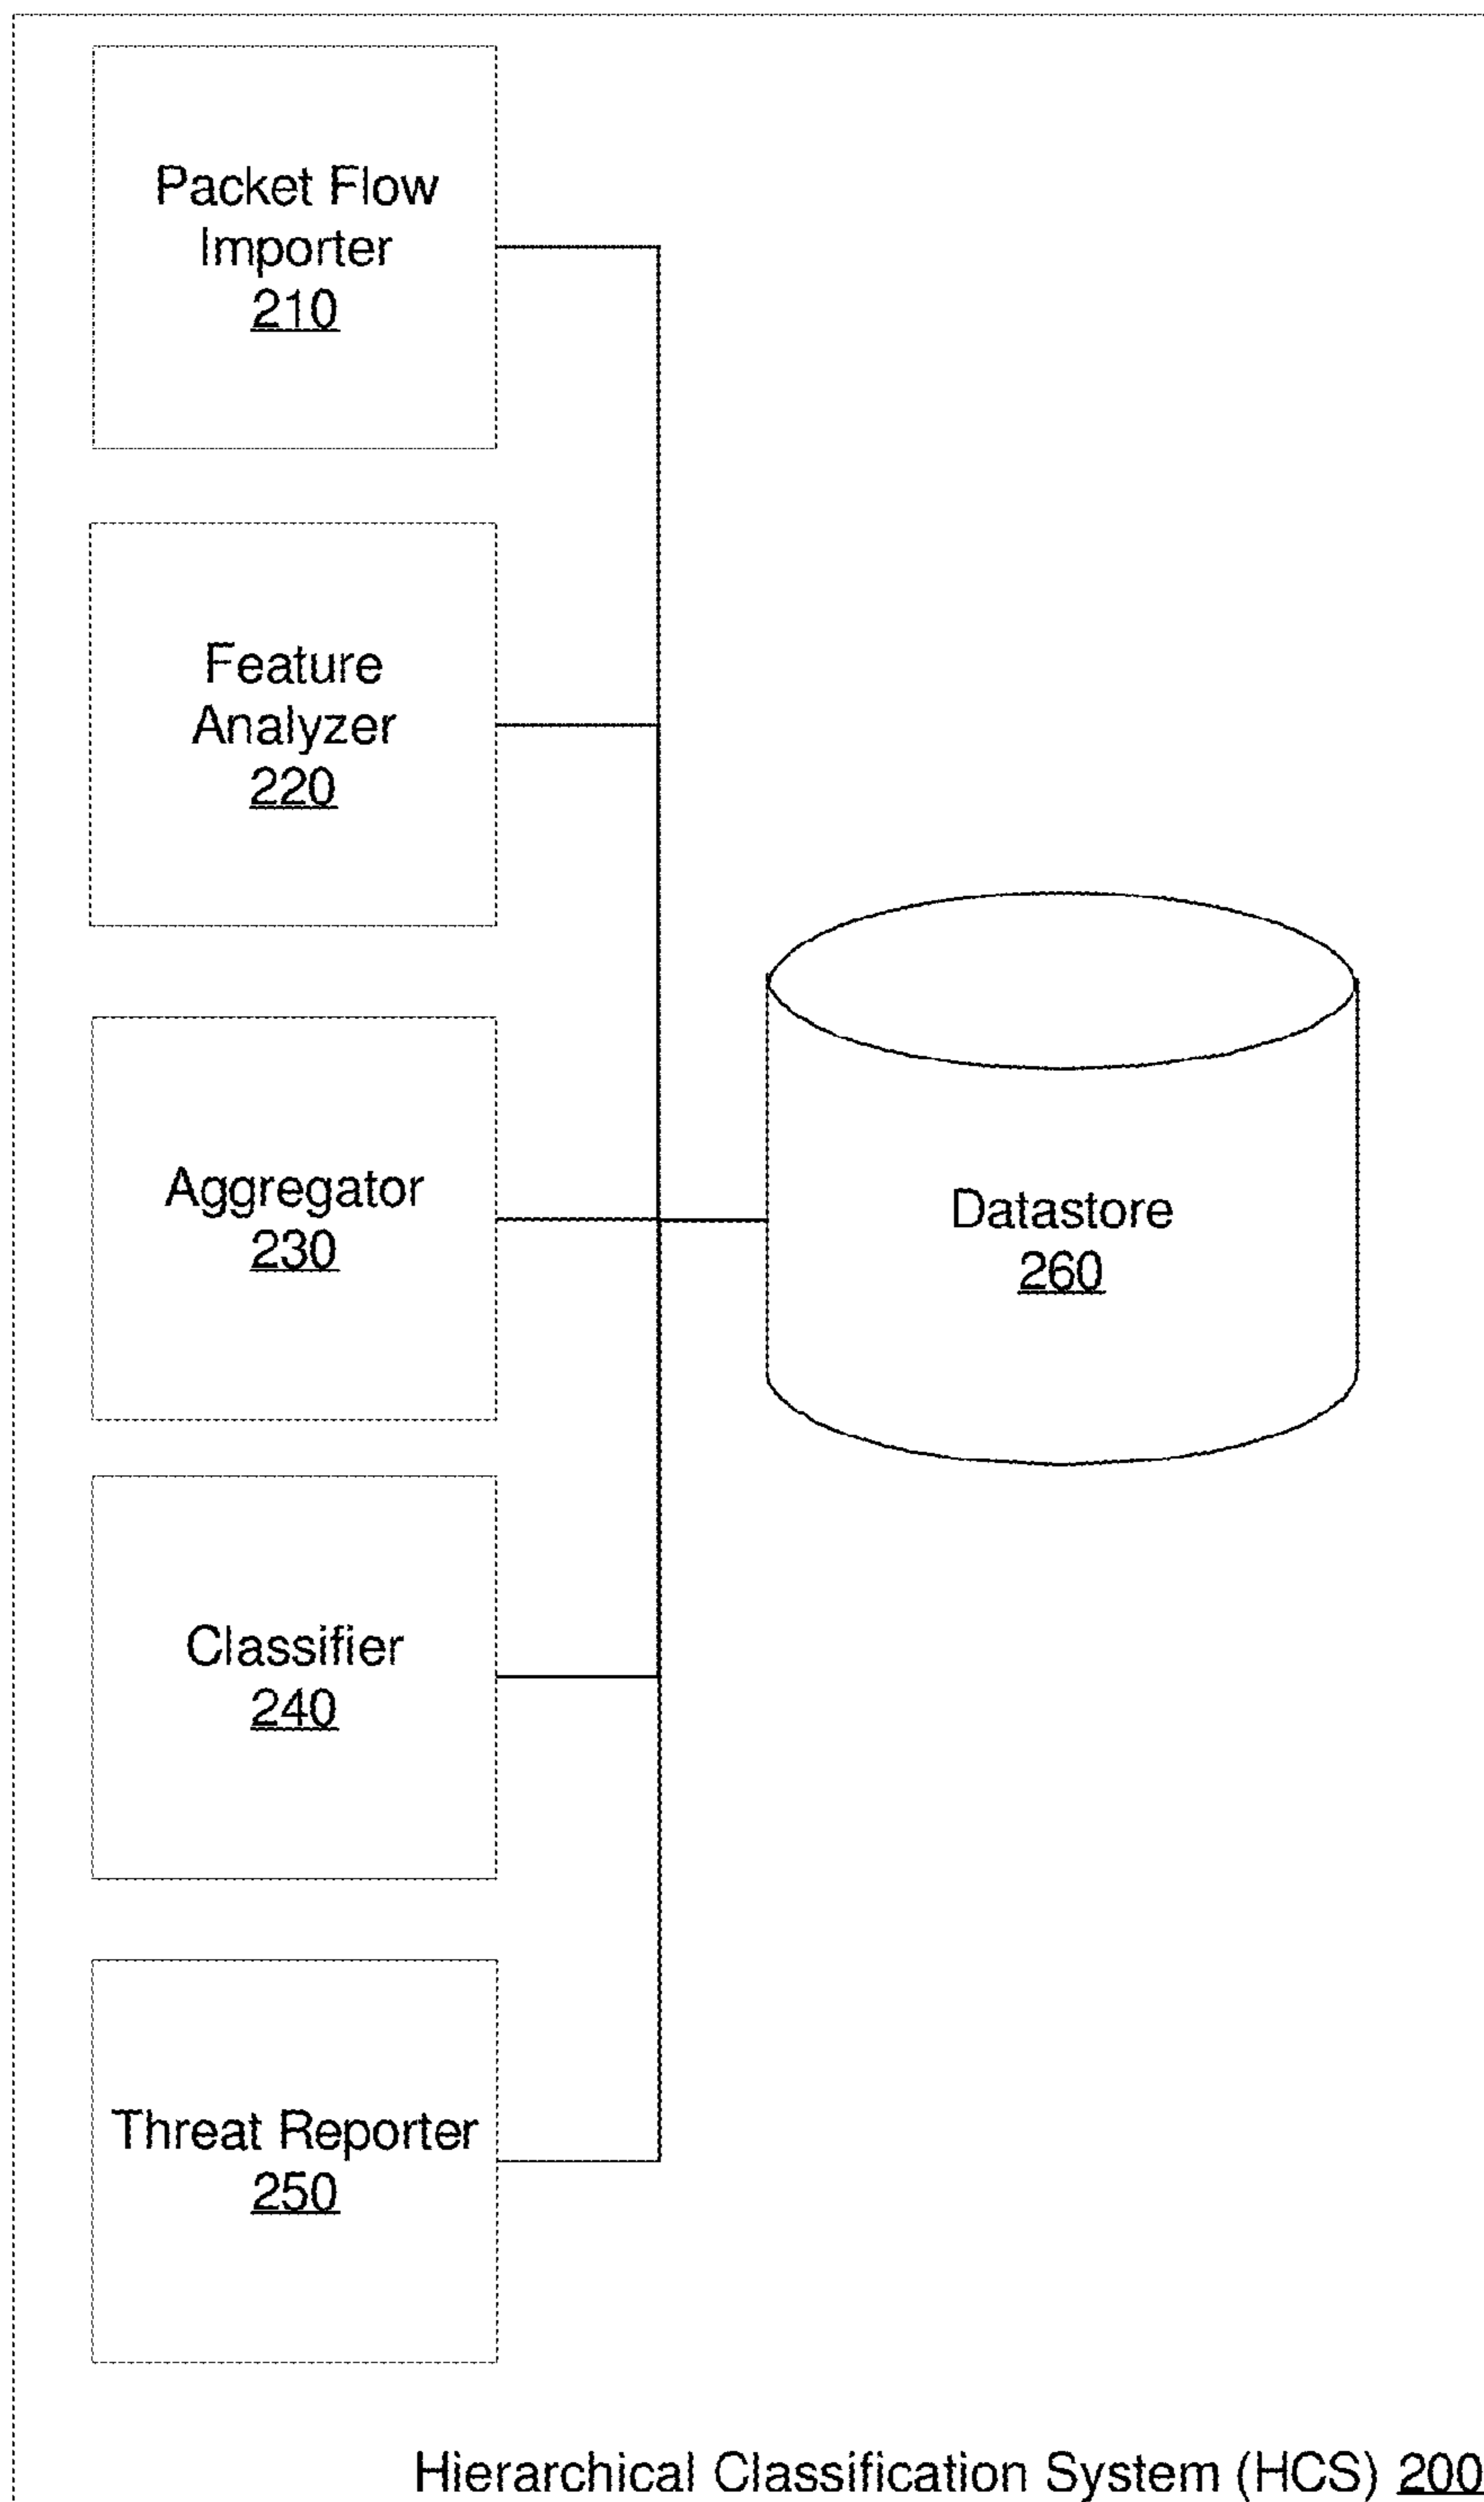 Packet Flow
Importer
210
Feature
Analyzer
220
Aggregator
230
Datastore
260
Classifier
240
Threat Reporter
250
Hierarchical Classification System (HCS) 200